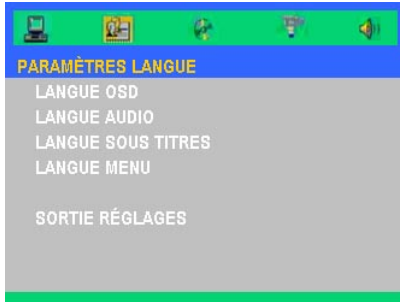 PARAMÈTRES LANGUE
LANGUE OSD
LANGUE AUDIO
LANGUE SOUS TITRES
LANGUE MENU
SORTIE RÉGLAGES